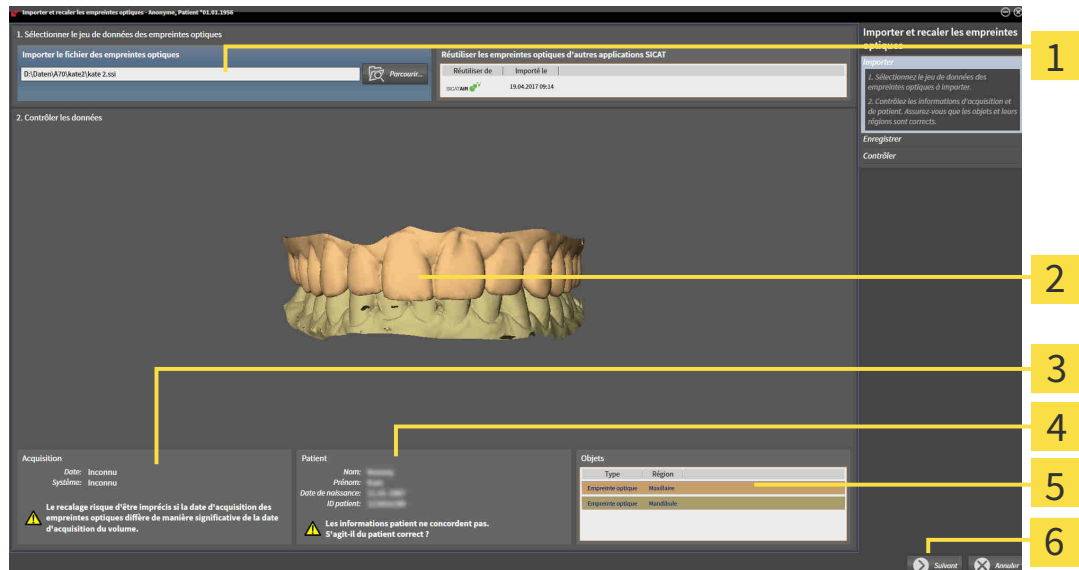 Importer et recaler les empreintes optiques - Anonyme, Patient *01.01.1956
1. Sélectionner le jeu de données des empreintes optiques
Importer le fichier des empreintes optiques
D:\Daten\A70\kate2\kate 2.ssi
Parcourir...
Réutiliser les empreintes optiques d'autres applications SICAT
Réutiliser de Importé le
SICAT AIR 19.04.2017 09:14
2. Contrôler les données
Acquisition
Date: Inconnu
Système: Inconnu
Le recalage risque d'être imprécis si la date d'acquisition des
empreintes optiques diffère de manière significative de la date
d'acquisition du volume.
Patient
Nom:
Prénom:
Date de naissance:
ID patient:
Les informations patient ne concordent pas.
S'agit-il du patient correct ?
Objets
Type Région
Empreinte optique Maxillaire
Empreinte optique Mandibule
Importer et recaler les empreintes
optiques
Importer
1. Sélectionnez le jeu de données des
empreintes optiques à importer.
2. Contrôlez les informations d'acquisition et
de patient. Assurez-vous que les objets et leurs
régions sont corrects.
Enregistrer
Contrôler
Suivant
Annuler
1
2
3
4
5
6